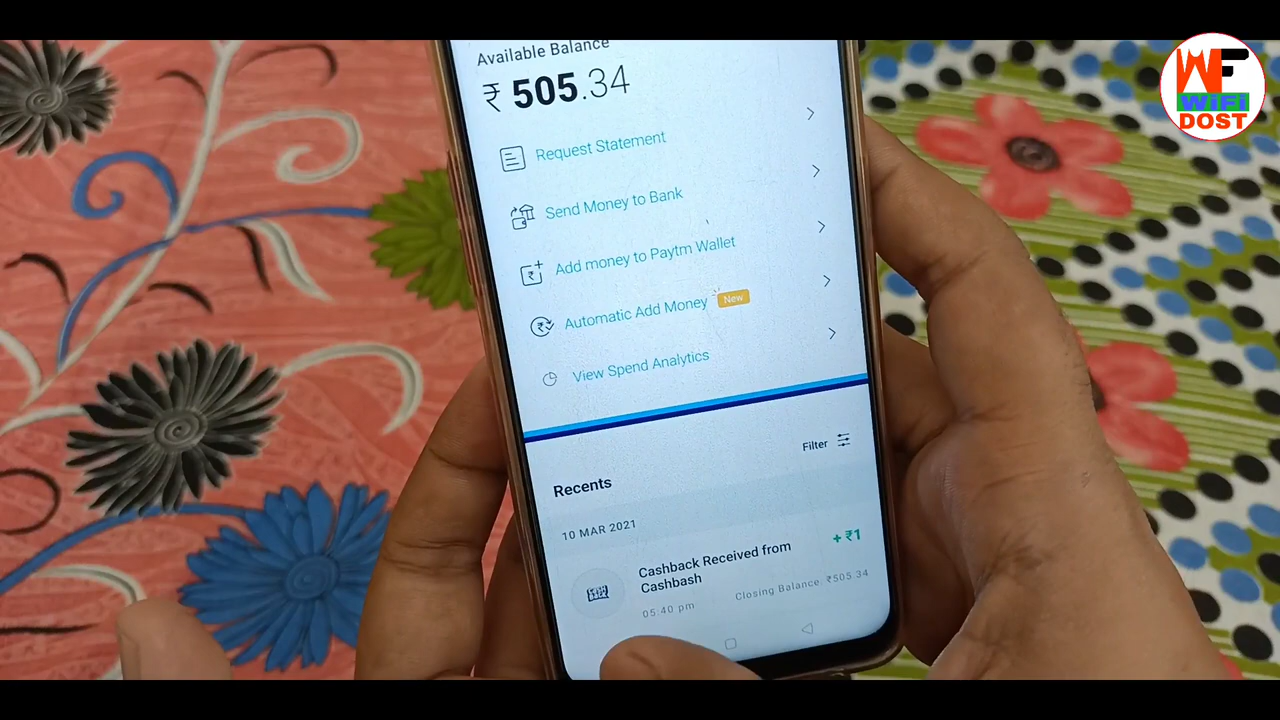 Available Balance
₹ 505.34
Request Statement
Send Money to Bank
Add money to Paytm Wallet
Automatic Add Money New
View Spend Analytics
Filter
Recents
10 MAR 2021
Cashback Received from
Cashbash
+ ₹1
05:40 pm
Closing Balance: ₹505.34
WF
WiFi
DOST